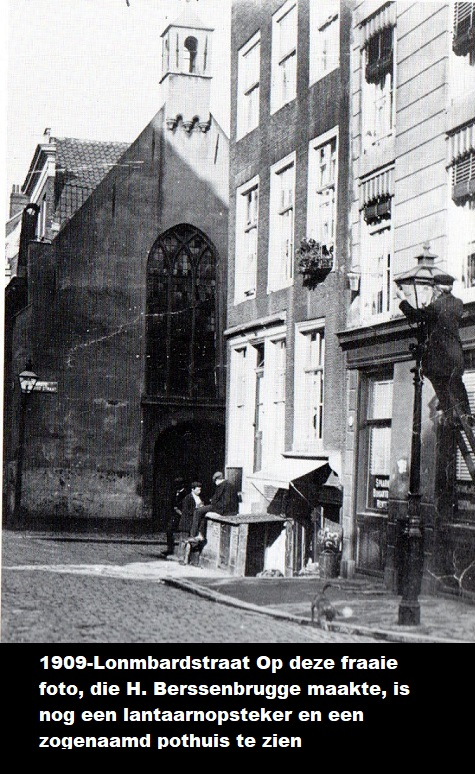 1909-Lonmbardstraat Op deze fraaie
foto, die H. Berssenbrugge maakte, is
nog een lantaarnopsteker en een
zogenaamd pothuis te zien